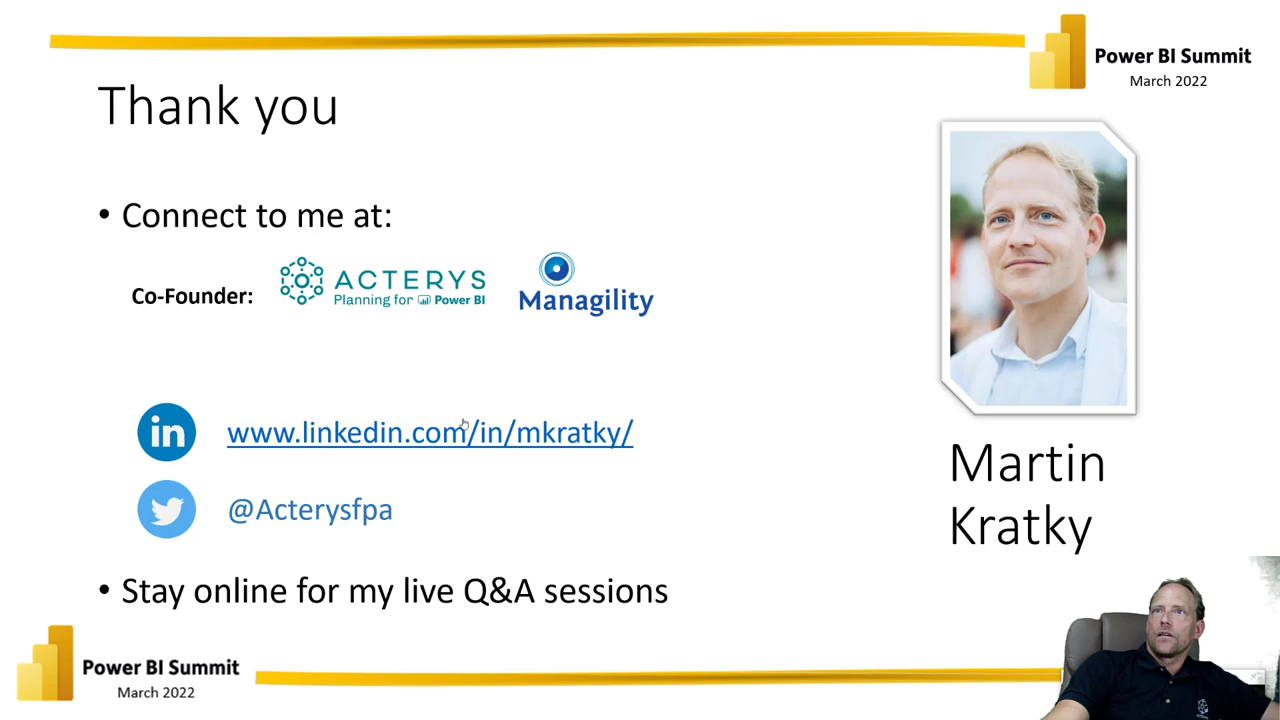 Power BI Summit
March 2022
Thank you
• Connect to me at:
Co-Founder:
ACTERYS
Planning for Power BI
Managility
in
www.linkedin.com/in/mkratky/
@Acterysfpa
• Stay online for my live Q&A sessions
Martin
Kratky
Power BI Summit
March 2022